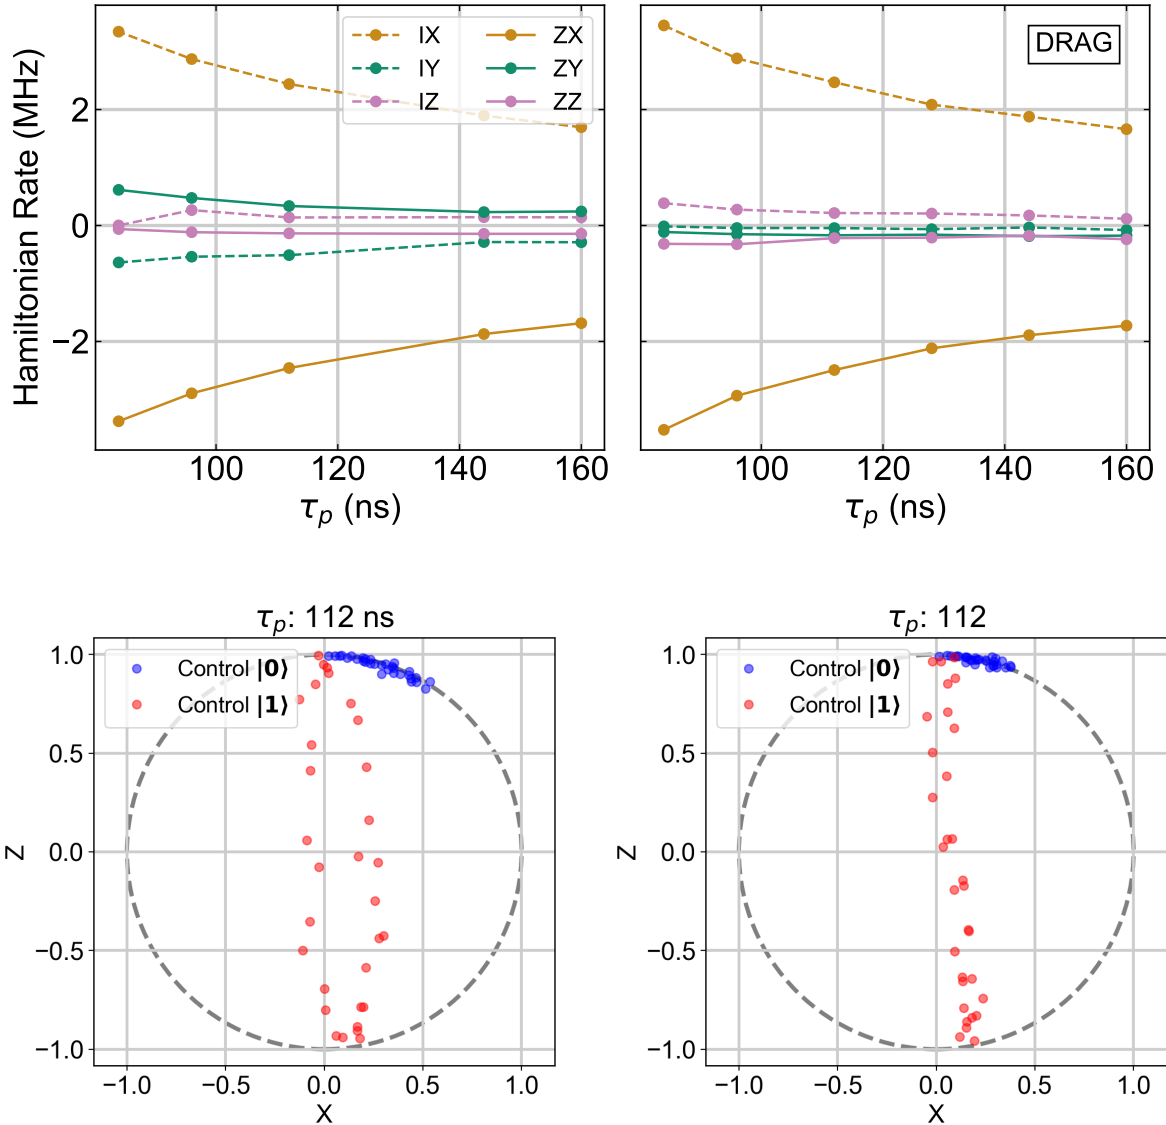 Hamiltonian Rate (MHz)
2
0
−2
IX
IY
IZ
ZX
ZY
ZZ
100
120
140
160
τp (ns)
DRAG
100
120
140
160
τp (ns)
τp: 112 ns
Control |0⟩
Control |1⟩
Z
1.0
0.5
0.0
−0.5
−1.0
−1.0
−0.5
0.0
0.5
1.0
X
τp: 112
Control |0⟩
Control |1⟩
Z
1.0
0.5
0.0
−0.5
−1.0
−1.0
−0.5
0.0
0.5
1.0
X